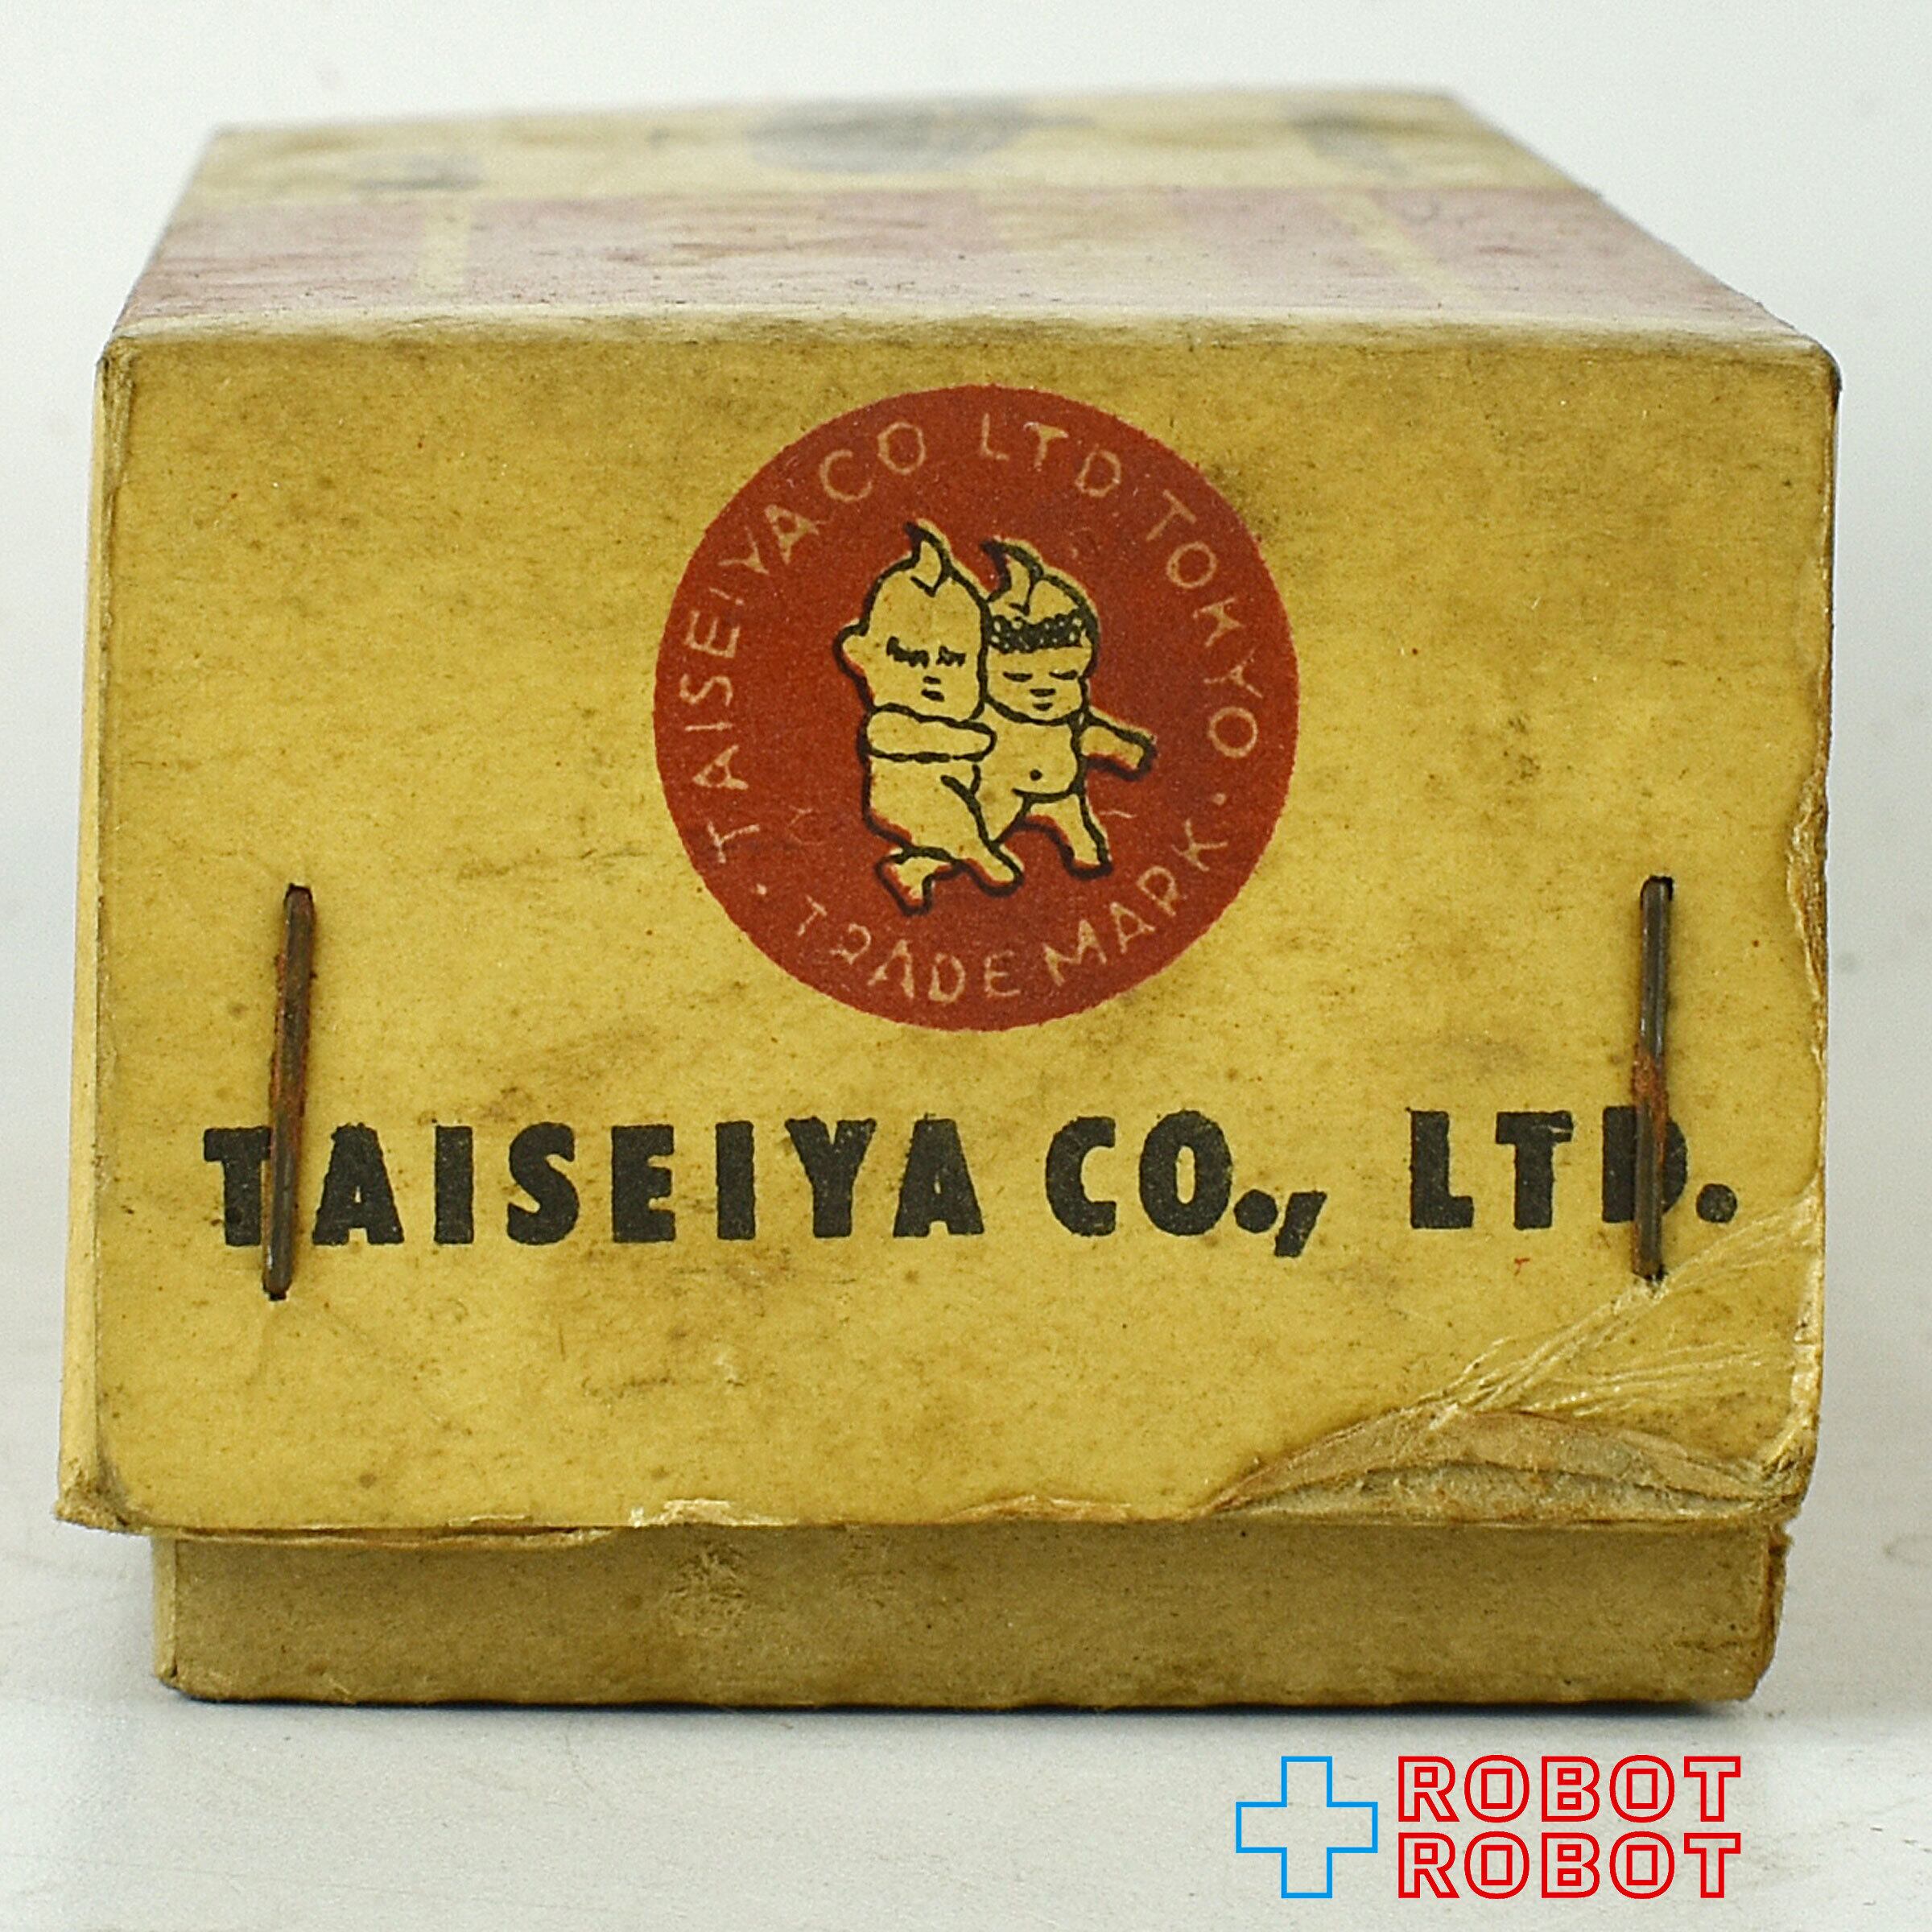 · TAISEIYA CO LTD TOKYO ·
TRADE MARK
TAISEIYA CO., LTD.
ROBOT
ROBOT